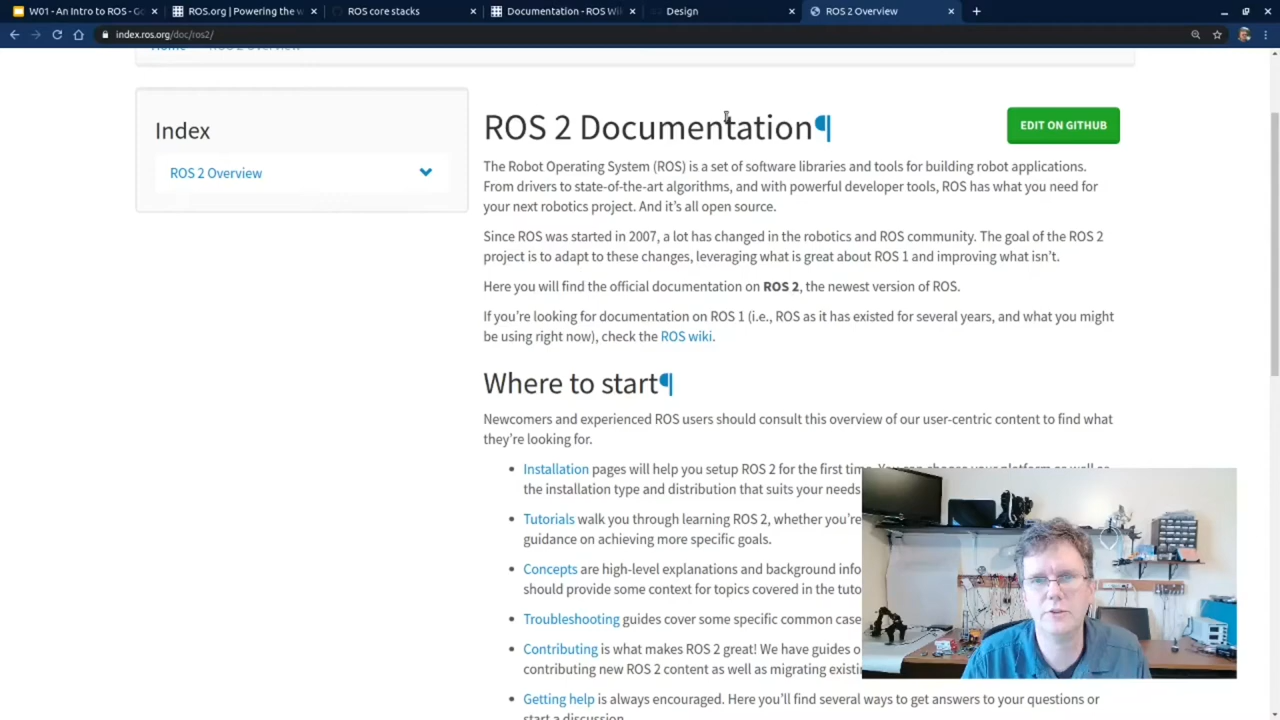 W01 - An Intro to ROS - Go
ROS.org | Powering the w
ROS core stacks
Documentation - ROS Wiki
Design
ROS 2 Overview
index.ros.org/doc/ros2/
Index
ROS 2 Overview
ROS 2 Documentation¶
EDIT ON GITHUB
The Robot Operating System (ROS) is a set of software libraries and tools for building robot applications.
From drivers to state-of-the-art algorithms, and with powerful developer tools, ROS has what you need for
your next robotics project. And it's all open source.
Since ROS was started in 2007, a lot has changed in the robotics and ROS community. The goal of the ROS 2
project is to adapt to these changes, leveraging what is great about ROS 1 and improving what isn't.
Here you will find the official documentation on ROS 2, the newest version of ROS.
If you're looking for documentation on ROS 1 (i.e., ROS as it has existed for several years, and what you might
be using right now), check the ROS wiki.
Where to start¶
Newcomers and experienced ROS users should consult this overview of our user-centric content to find what
they're looking for.
• Installation pages will help you setup ROS 2 for the first time. You can choose your platform as well as
the installation type and distribution that suits your needs
• Tutorials walk you through learning ROS 2, whether you're
guidance on achieving more specific goals.
• Concepts are high-level explanations and background info
should provide some context for topics covered in the tuto
• Troubleshooting guides cover some specific common case
• Contributing is what makes ROS 2 great! We have guides o
contributing new ROS 2 content as well as migrating existi
• Getting help is always encouraged. Here you'll find several ways to get answers to your questions or
start a discussion